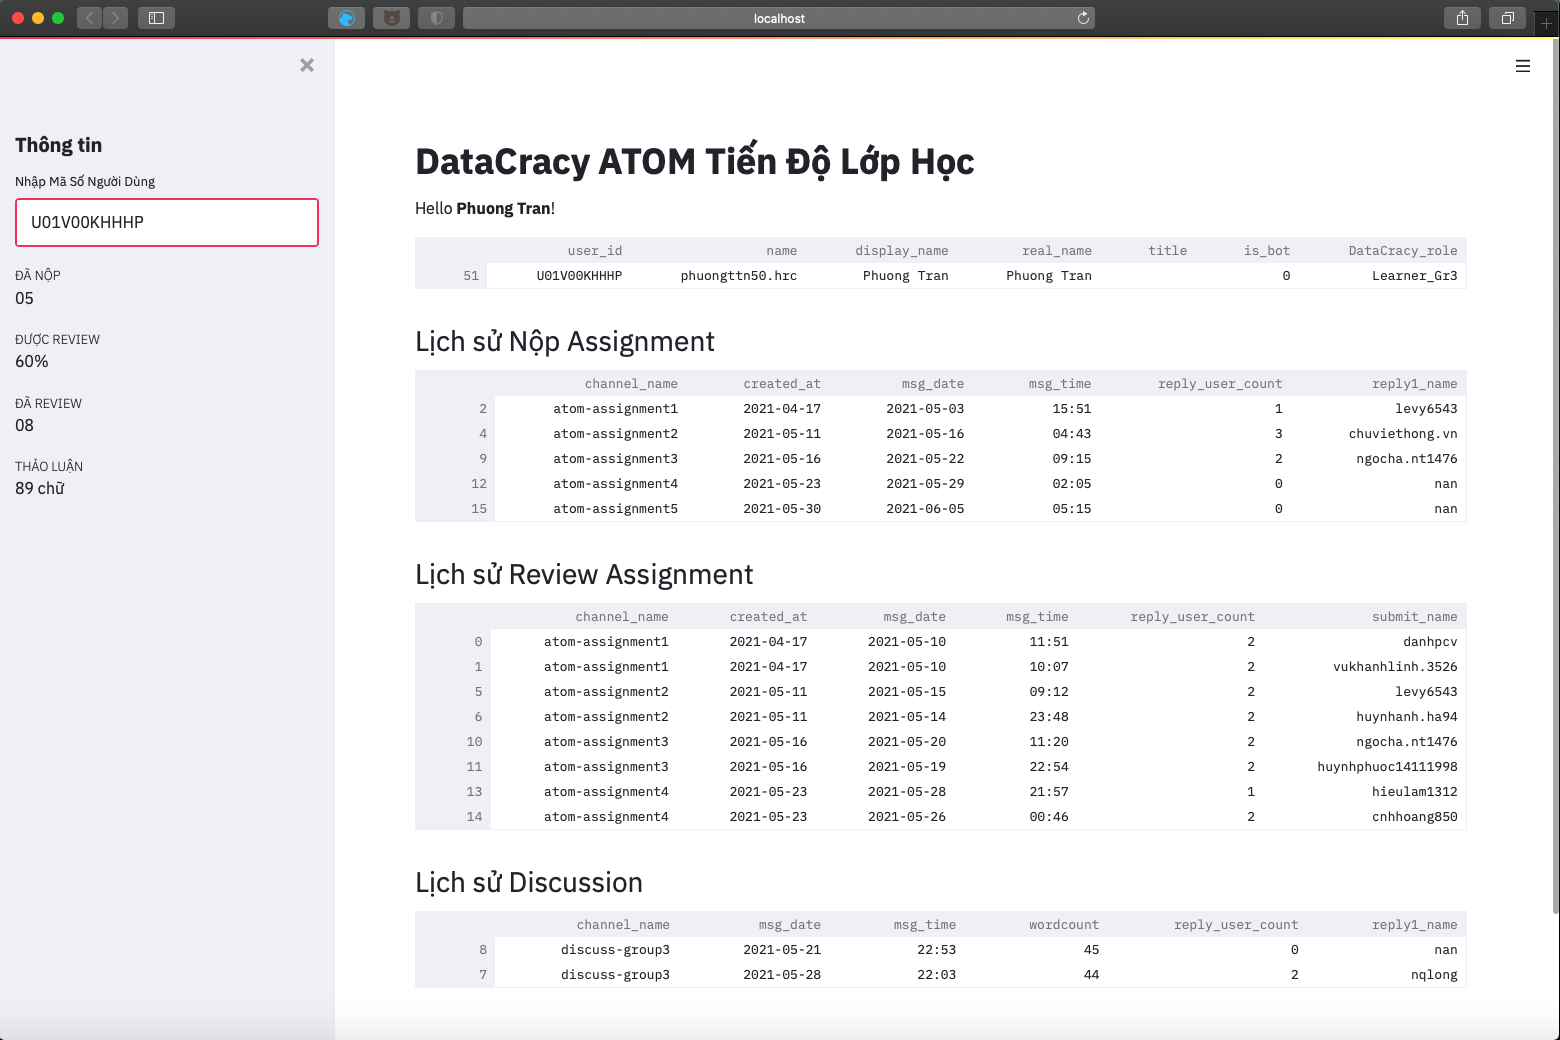 localhost
Thông tin
Nhập Mã Số Người Dùng
U01V00KHHHP
ĐÃ NỘP
05
ĐƯỢC REVIEW
60%
ĐÃ REVIEW
08
THẢO LUẬN
89 chữ
DataCracy ATOM Tiến Độ Lớp Học
Hello Phuong Tran!
user_id name display_name real_name title is_bot DataCracy_role
51 U01V00KHHHP phuongttn50.hrc Phuong Tran Phuong Tran 0 Learner_Gr3
Lịch sử Nộp Assignment
channel_name created_at msg_date msg_time reply_user_count reply1_name
2 atom-assignment1 2021-04-17 2021-05-03 15:51 1 levy6543
4 atom-assignment2 2021-05-11 2021-05-16 04:43 3 chuviethong.vn
9 atom-assignment3 2021-05-16 2021-05-22 09:15 2 ngocha.nt1476
12 atom-assignment4 2021-05-23 2021-05-29 02:05 0 nan
15 atom-assignment5 2021-05-30 2021-06-05 05:15 0 nan
Lịch sử Review Assignment
channel_name created_at msg_date msg_time reply_user_count submit_name
0 atom-assignment1 2021-04-17 2021-05-10 11:51 2 danhpcv
1 atom-assignment1 2021-04-17 2021-05-10 10:07 2 vukhanhlinh.3526
5 atom-assignment2 2021-05-11 2021-05-15 09:12 2 levy6543
6 atom-assignment2 2021-05-11 2021-05-14 23:48 2 huynhanh.ha94
10 atom-assignment3 2021-05-16 2021-05-20 11:20 2 ngocha.nt1476
11 atom-assignment3 2021-05-16 2021-05-19 22:54 2 huynhphuoc14111998
13 atom-assignment4 2021-05-23 2021-05-28 21:57 1 hieulam1312
14 atom-assignment4 2021-05-23 2021-05-26 00:46 2 cnhhoang850
Lịch sử Discussion
channel_name msg_date msg_time wordcount reply_user_count reply1_name
8 discuss-group3 2021-05-21 22:53 45 0 nan
7 discuss-group3 2021-05-28 22:03 44 2 nqlong